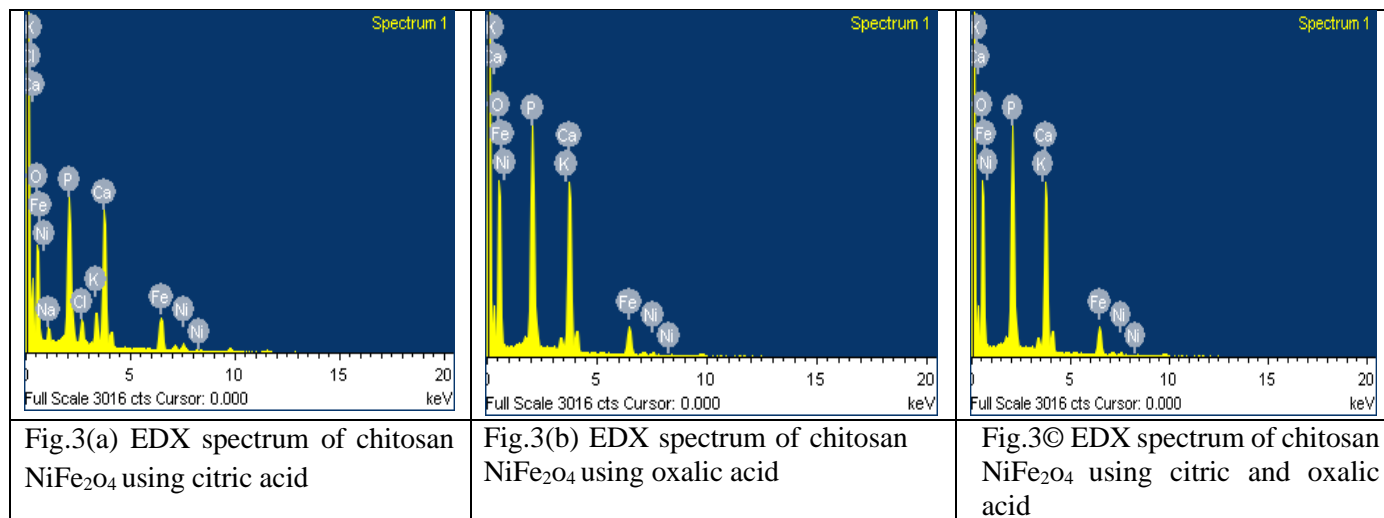 Spectrum 1
K
Cl
Ca
O
Fe
Ni
Na
P
Cl
K
Ca
Fe
Ni
Ni
5
10
15
20
Full Scale 3016 cts Cursor: 0.000
keV
Fig.3(a) EDX spectrum of chitosan
NiFe₂o₄ using citric acid
Spectrum 1
K
Ca
O
Fe
Ni
P
Ca
K
Fe
Ni
Ni
5
10
15
20
Full Scale 3016 cts Cursor: 0.000
keV
Fig.3(b) EDX spectrum of chitosan
NiFe₂o₄ using oxalic acid
Spectrum 1
K
Ca
O
Fe
Ni
P
Ca
K
Fe
Ni
Ni
5
10
15
20
Full Scale 3016 cts Cursor: 0.000
keV
Fig.3© EDX spectrum of chitosan
NiFe₂o₄ using citric and oxalic
acid